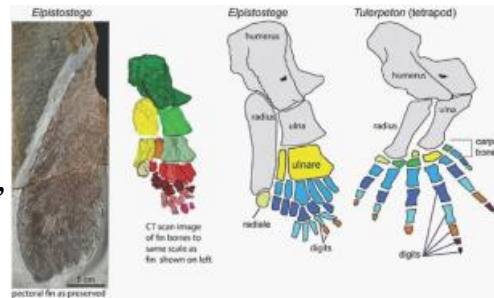 Elpistostege
5 cm
pectoral fin as preserved
CT scan image
of fin bones to
same scale as
fin shown on left
Elpistostege
humerus
radius
ulna
ulnare
radiale
digits
Tulerpeton (tetrapod)
humerus
ulna
radius
bone
digits
,